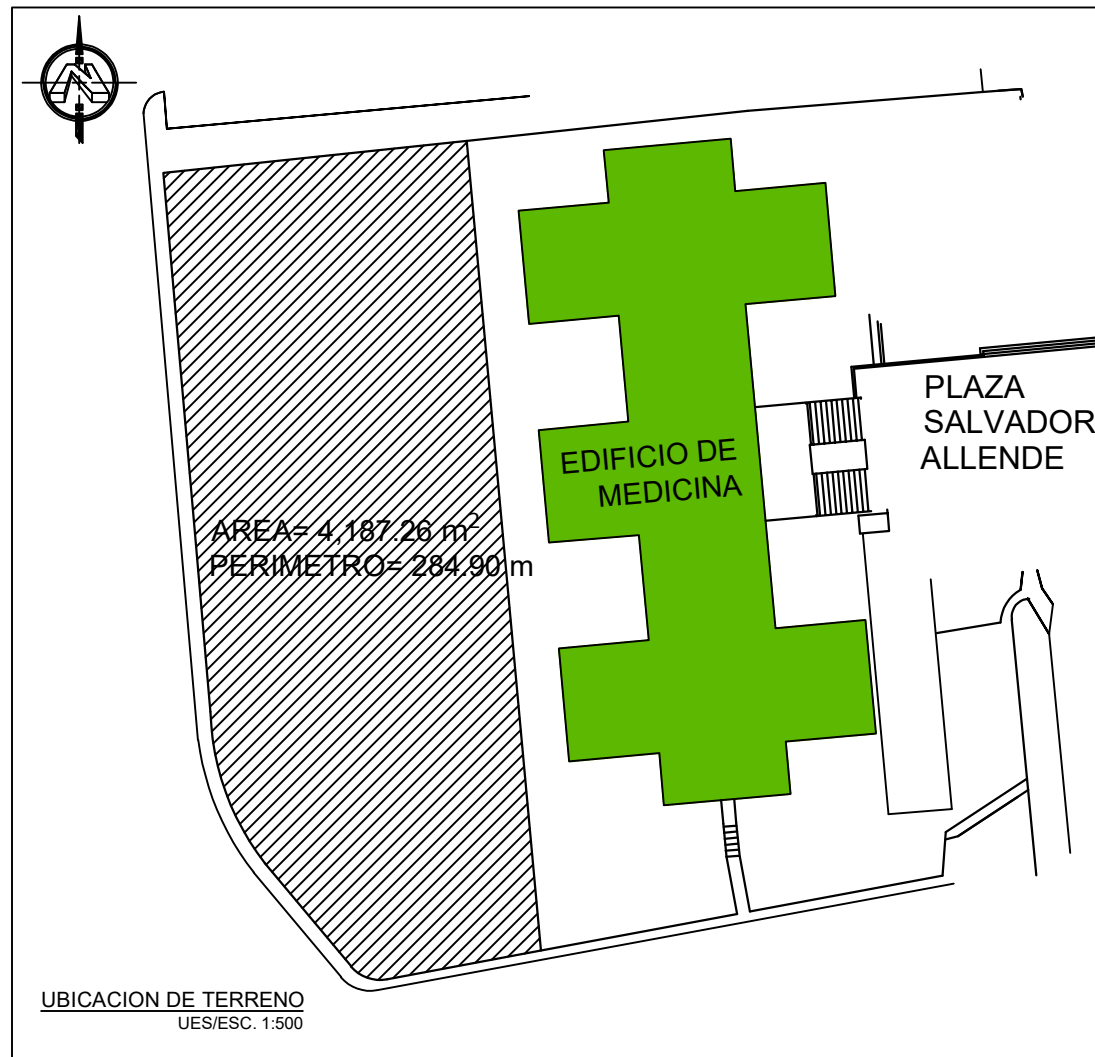 N
PLAZA
SALVADOR
ALLENDE
EDIFICIO DE
MEDICINA
AREA= 4,187.26 m²
PERIMETRO= 284.90 m
UBICACION DE TERRENO
UES/ESC. 1:500